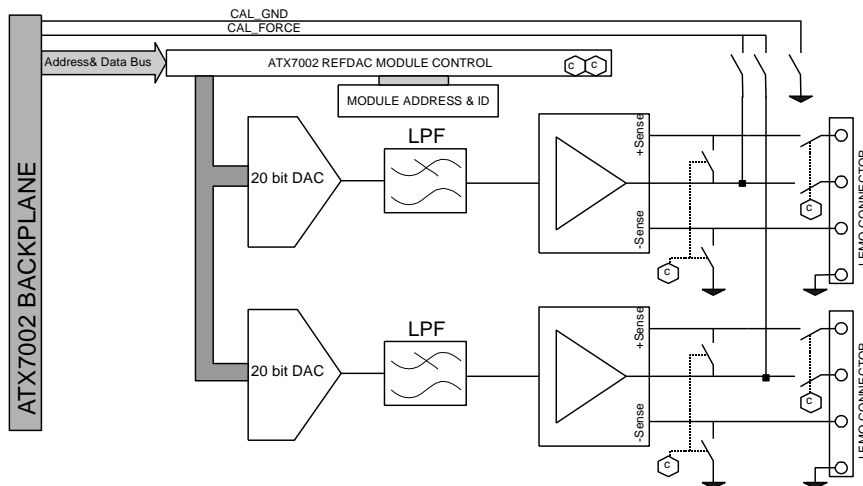 CAL_GND
CAL_FORCE
Address& Data Bus
ATX7002 REFDAC MODULE CONTROL
C C
MODULE ADDRESS & ID
ATX7002 BACKPLANE
20 bit DAC
LPF
+Sense
-Sense
C
C
LEMO CONNECTOR
20 bit DAC
LPF
+Sense
-Sense
C
C
LEMO CONNECTOR